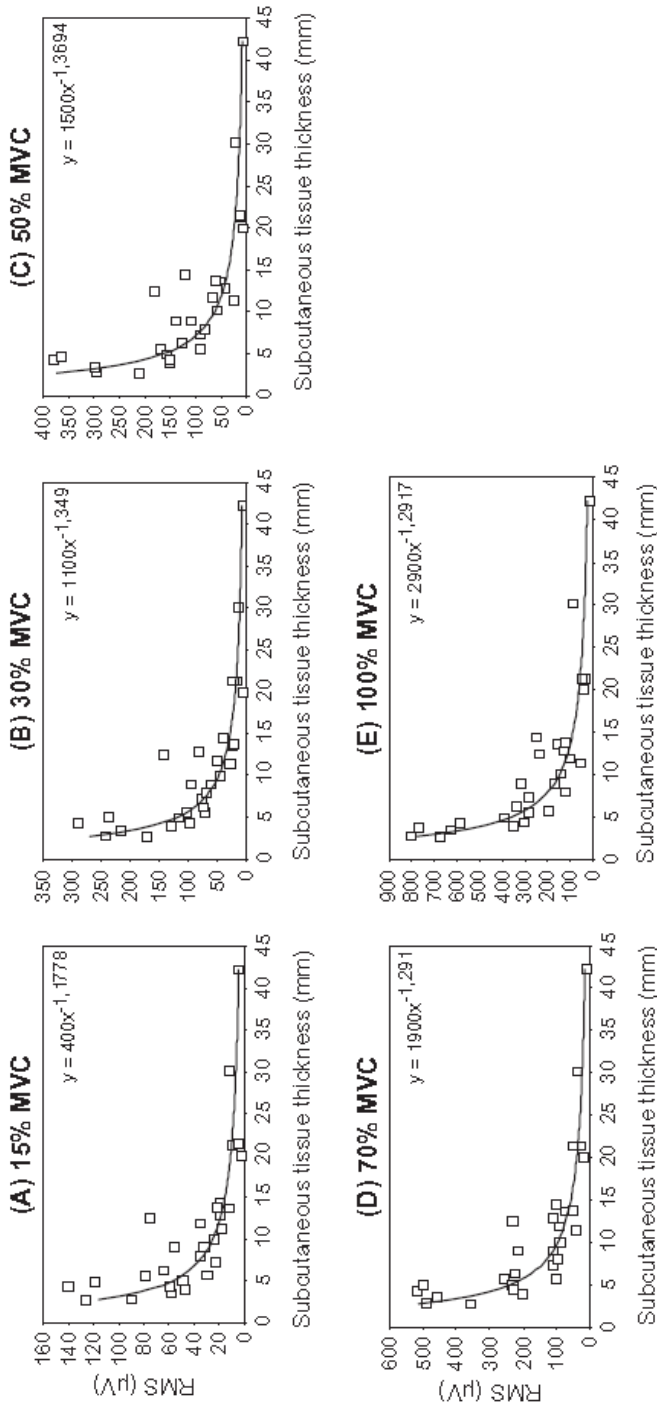 (A) 15% MVC
y = 400x-1,1778
RMS (µV)
160
140
120
100
80
60
40
20
0
0 5 10 15 20 25 30 35 40 45
Subcutaneous tissue thickness (mm)
(B) 30% MVC
y = 1100x-1,349
350
300
250
200
150
100
50
0
0 5 10 15 20 25 30 35 40 45
Subcutaneous tissue thickness (mm)
(C) 50% MVC
y = 1500x-1,3694
400
350
300
250
200
150
100
50
0
0 5 10 15 20 25 30 35 40 45
Subcutaneous tissue thickness (mm)
(D) 70% MVC
y = 1900x-1,291
RMS (µV)
600
500
400
300
200
100
0
0 5 10 15 20 25 30 35 40 45
Subcutaneous tissue thickness (mm)
(E) 100% MVC
y = 2900x-1,2917
900
800
700
600
500
400
300
200
100
0
0 5 10 15 20 25 30 35 40 45
Subcutaneous tissue thickness (mm)